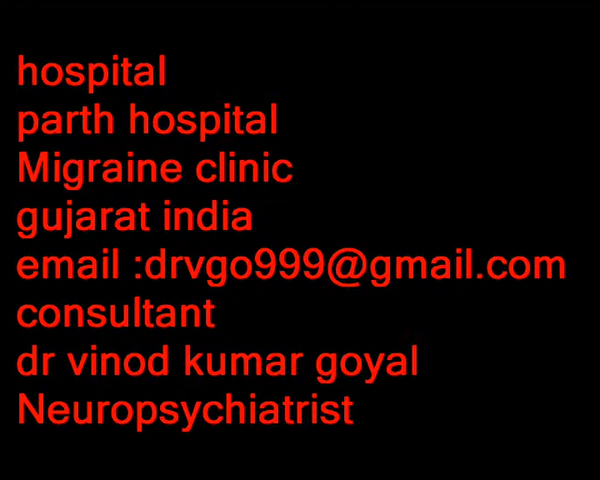 hospital
parth hospital
Migraine clinic
gujarat india
email :drvgo999@gmail.com
consultant
dr vinod kumar goyal
Neuropsychiatrist